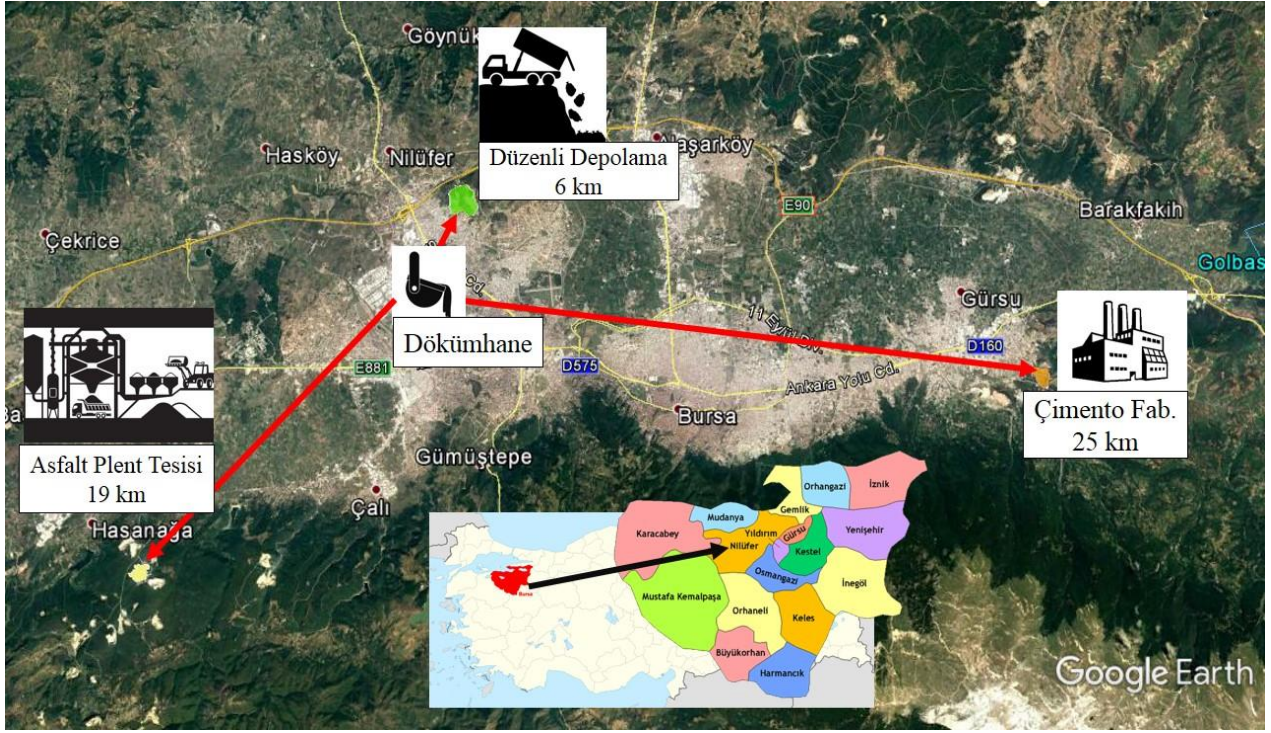 Göynük
Düzenli Depolama
6 km
Hasköy
Nilüfer
E90
Barakfakih
Çekrice
Golbas
Cd
Dökümhane
Gürsu
11 Eylül Blv.
D160
E881
D575
Ankara Yolu Cd.
Bursa
Çimento Fab.
25 km
Asfalt Plent Tesisi
19 km
Gümüştepe
Çalı
Hasanağa
Orhangazi
İznik
Gemlik
Mudanya
Karacabey
Yıldırım
Gürsu
Yenişehir
Nilüfer
Kestel
Osmangazi
İnegöl
Bursa
Mustafa Kemalpaşa
Orhaneli
Keles
Büyükorhan
Harmancık
Google Earth